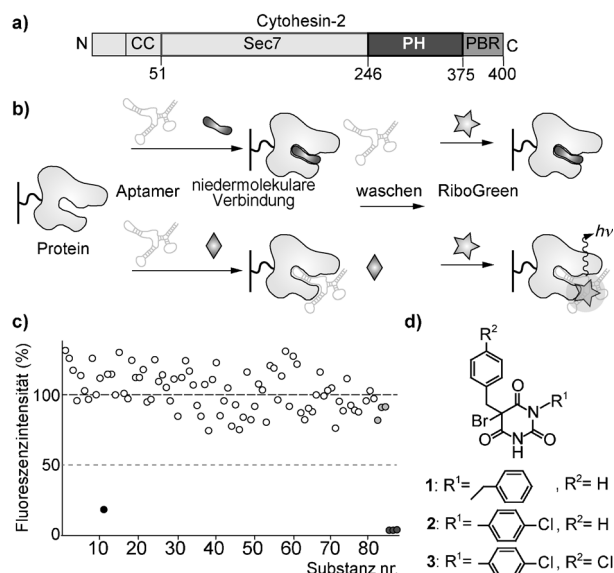 a)
Cytohesin-2
N CC Sec7 PH PBR C
51 246 375 400
b)
Aptamer niedermolekulare Verbindung waschen RiboGreen
Protein
hν
c)
Fluoreszenzintensität (%)
100
50
0
10 20 30 40 50 60 70 80
Substanz nr.
d)
R²
O O R¹
Br N
O NH O
1: R¹= , R²= H
2: R¹= Cl, R²= H
3: R¹= Cl, R²= Cl